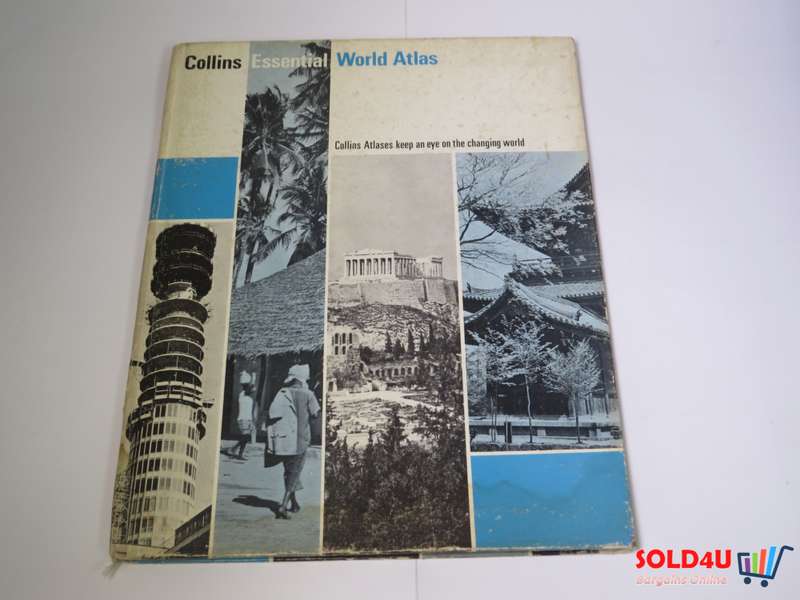 Collins Essential World Atlas
Collins Atlases keep an eye on the changing world
SOLD4U
Bargains Online